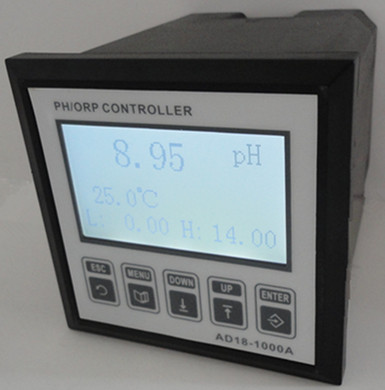 PH/ORP CONTROLLER
8.95 pH
25.0℃
L: 0.00 H: 14.00
ESC MENU DOWN UP ENTER
AD18-1000A